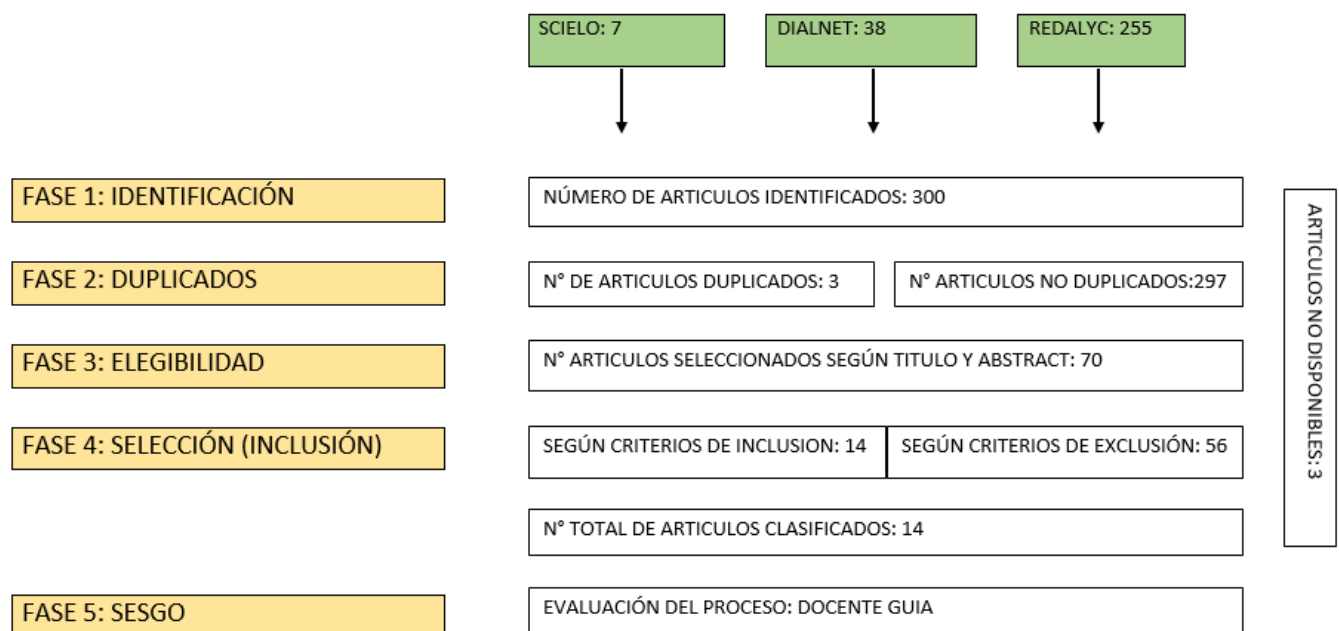 SCIELO: 7
DIALNET: 38
REDALYC: 255
FASE 1: IDENTIFICACIÓN
NÚMERO DE ARTICULOS IDENTIFICADOS: 300
FASE 2: DUPLICADOS
N° DE ARTICULOS DUPLICADOS: 3
N° ARTICULOS NO DUPLICADOS:297
FASE 3: ELEGIBILIDAD
N° ARTICULOS SELECCIONADOS SEGÚN TITULO Y ABSTRACT: 70
FASE 4: SELECCIÓN (INCLUSIÓN)
SEGÚN CRITERIOS DE INCLUSION: 14
SEGÚN CRITERIOS DE EXCLUSIÓN: 56
N° TOTAL DE ARTICULOS CLASIFICADOS: 14
FASE 5: SESGO
EVALUACIÓN DEL PROCESO: DOCENTE GUIA
ARTICULOS NO DISPONIBLES: 3